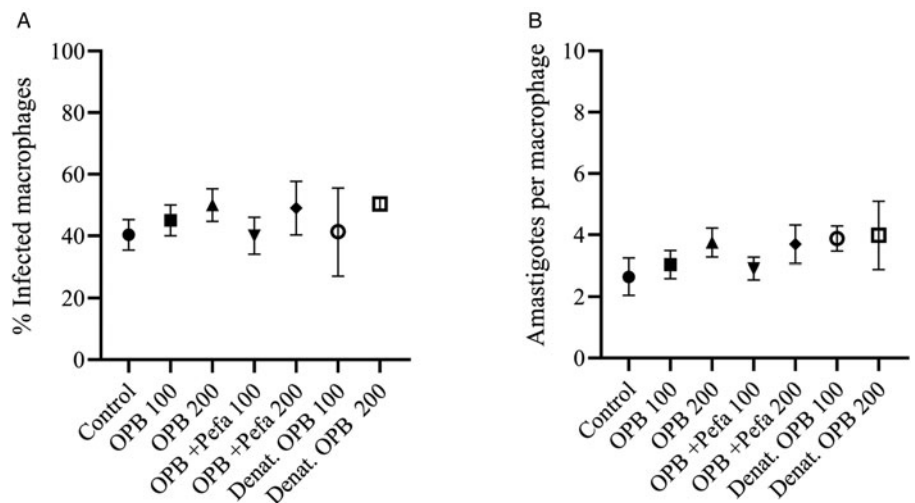 A
% Infected macrophages
100
80
60
40
20
0
Control
OPB 100
OPB 200
OPB +Pefa 100
OPB +Pefa 200
Denat. OPB 100
Denat. OPB 200
B
Amastigotes per macrophage
10
8
6
4
2
0
Control
OPB 100
OPB 200
OPB +Pefa 100
OPB +Pefa 200
Denat. OPB 100
Denat. OPB 200